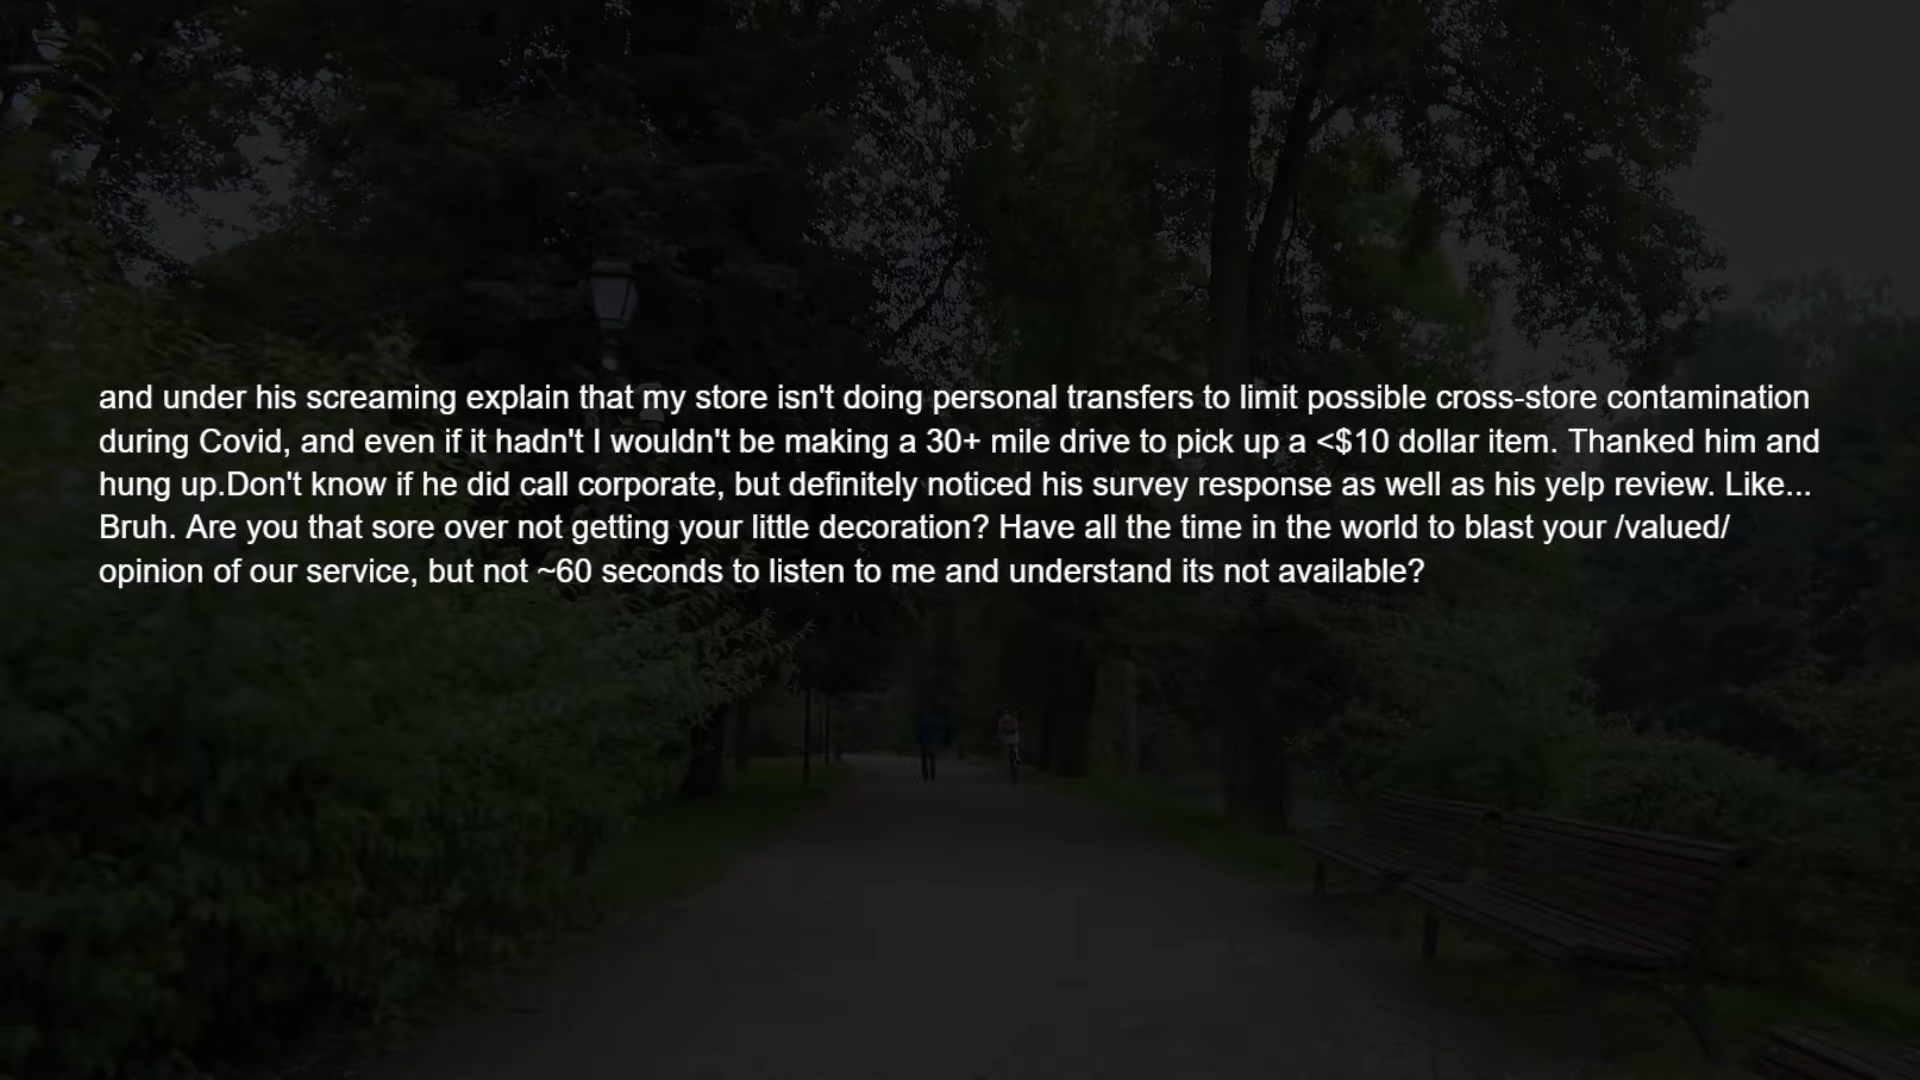 and under his screaming explain that my store isn't doing personal transfers to limit possible cross-store contamination
during Covid, and even if it hadn't I wouldn't be making a 30+ mile drive to pick up a <$10 dollar item. Thanked him and
hung up.Don't know if he did call corporate, but definitely noticed his survey response as well as his yelp review. Like...
Bruh. Are you that sore over not getting your little decoration? Have all the time in the world to blast your /valued/
opinion of our service, but not ~60 seconds to listen to me and understand its not available?